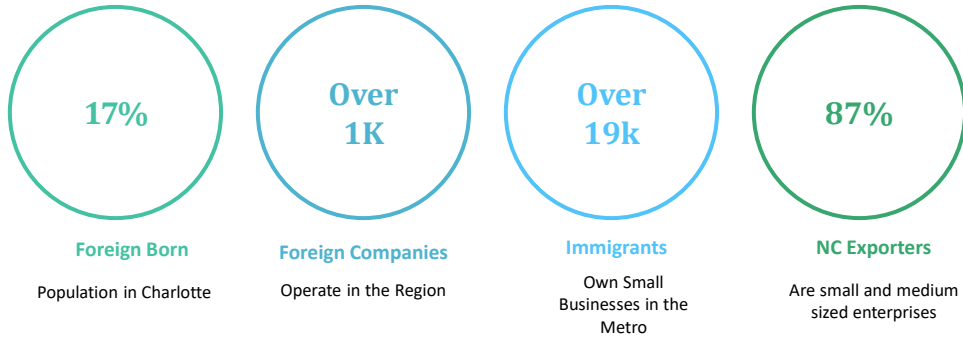 17%
Over
1K
Over
19k
87%
Foreign Born
Foreign Companies
Immigrants
NC Exporters
Population in Charlotte
Operate in the Region
Own Small
Businesses in the
Metro
Are small and medium
sized enterprises